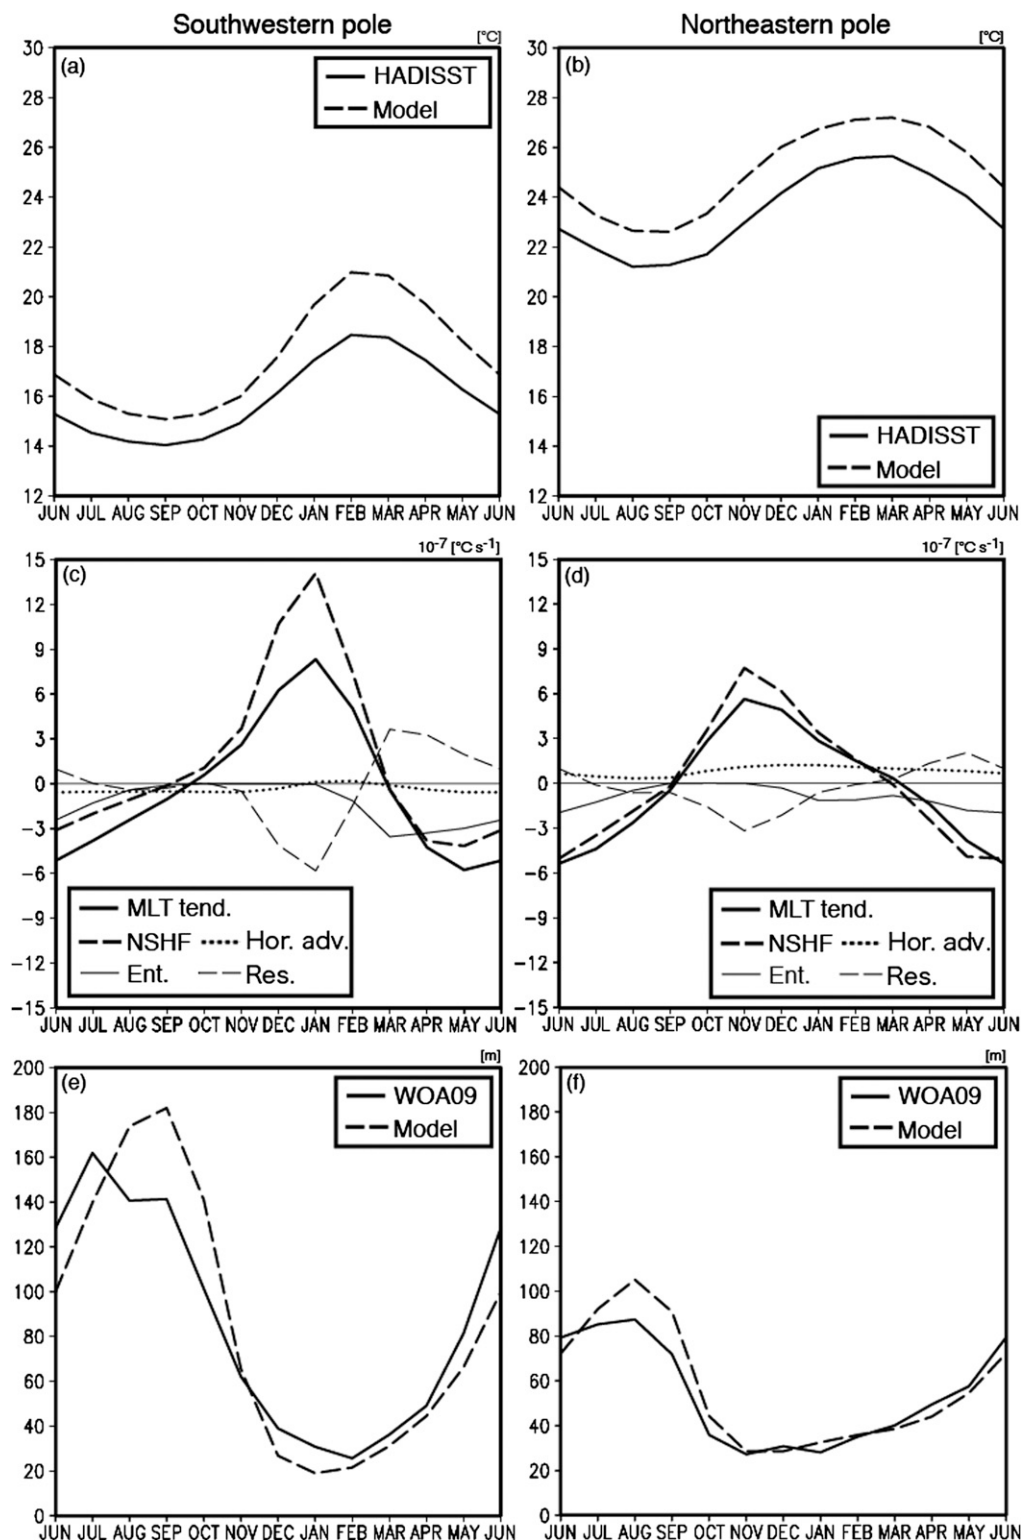 Southwestern pole
[°C]
(a)
HADISST
Model
30
28
26
24
22
20
18
16
14
12
JUN JUL AUG SEP OCT NOV DEC JAN FEB MAR APR MAY JUN
Northeastern pole
[°C]
(b)
30
28
26
24
22
20
18
16
14
12
HADISST
Model
JUN JUL AUG SEP OCT NOV DEC JAN FEB MAR APR MAY JUN
10-7 [°C s-1]
(c)
15
12
9
6
3
0
-3
-6
-9
-12
-15
MLT tend.
NSHF Hor. adv.
Ent. Res.
JUN JUL AUG SEP OCT NOV DEC JAN FEB MAR APR MAY JUN
10-7 [°C s-1]
(d)
15
12
9
6
3
0
-3
-6
-9
-12
-15
MLT tend.
NSHF Hor. adv.
Ent. Res.
JUN JUL AUG SEP OCT NOV DEC JAN FEB MAR APR MAY JUN
[m]
(e)
WOA09
Model
200
180
160
140
120
100
80
60
40
20
0
JUN JUL AUG SEP OCT NOV DEC JAN FEB MAR APR MAY JUN
[m]
(f)
WOA09
Model
200
180
160
140
120
100
80
60
40
20
0
JUN JUL AUG SEP OCT NOV DEC JAN FEB MAR APR MAY JUN